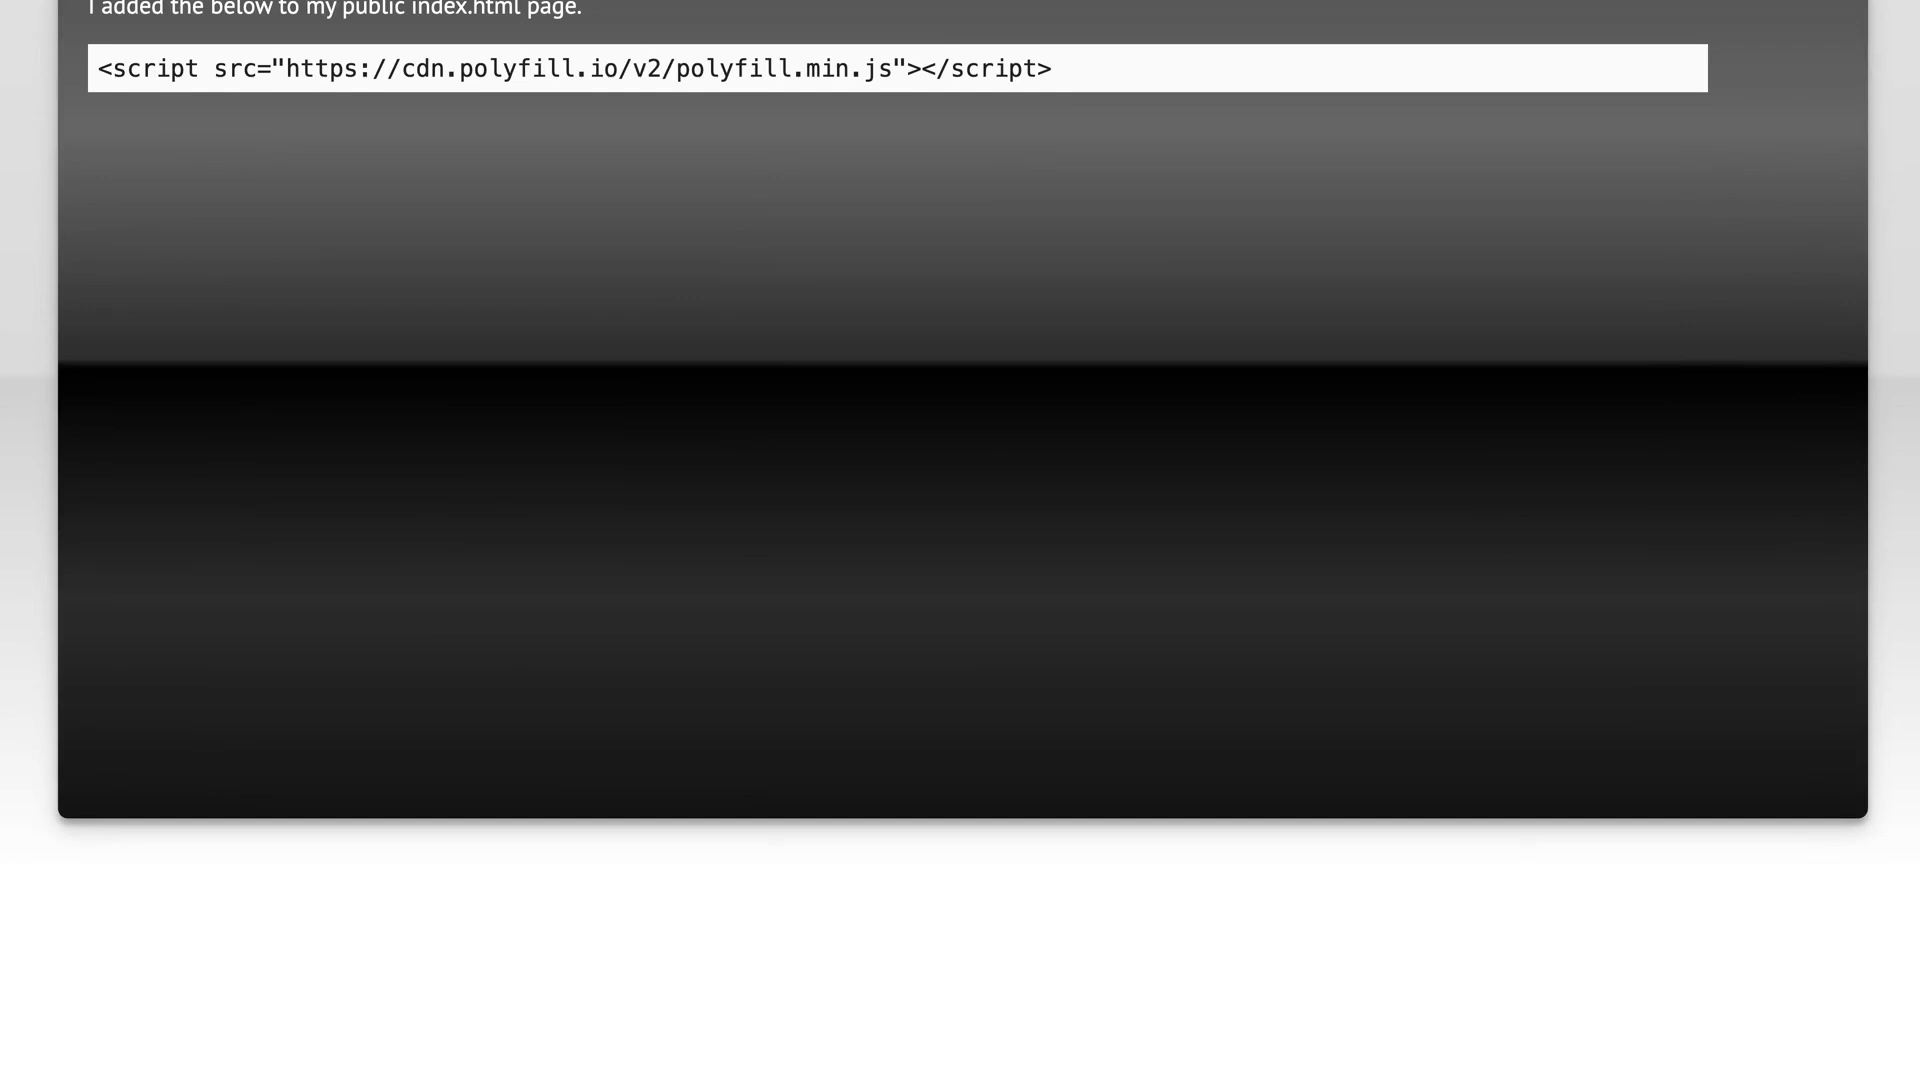 I added the below to my public index.html page.
<script src="https://cdn.polyfill.io/v2/polyfill.min.js"></script>